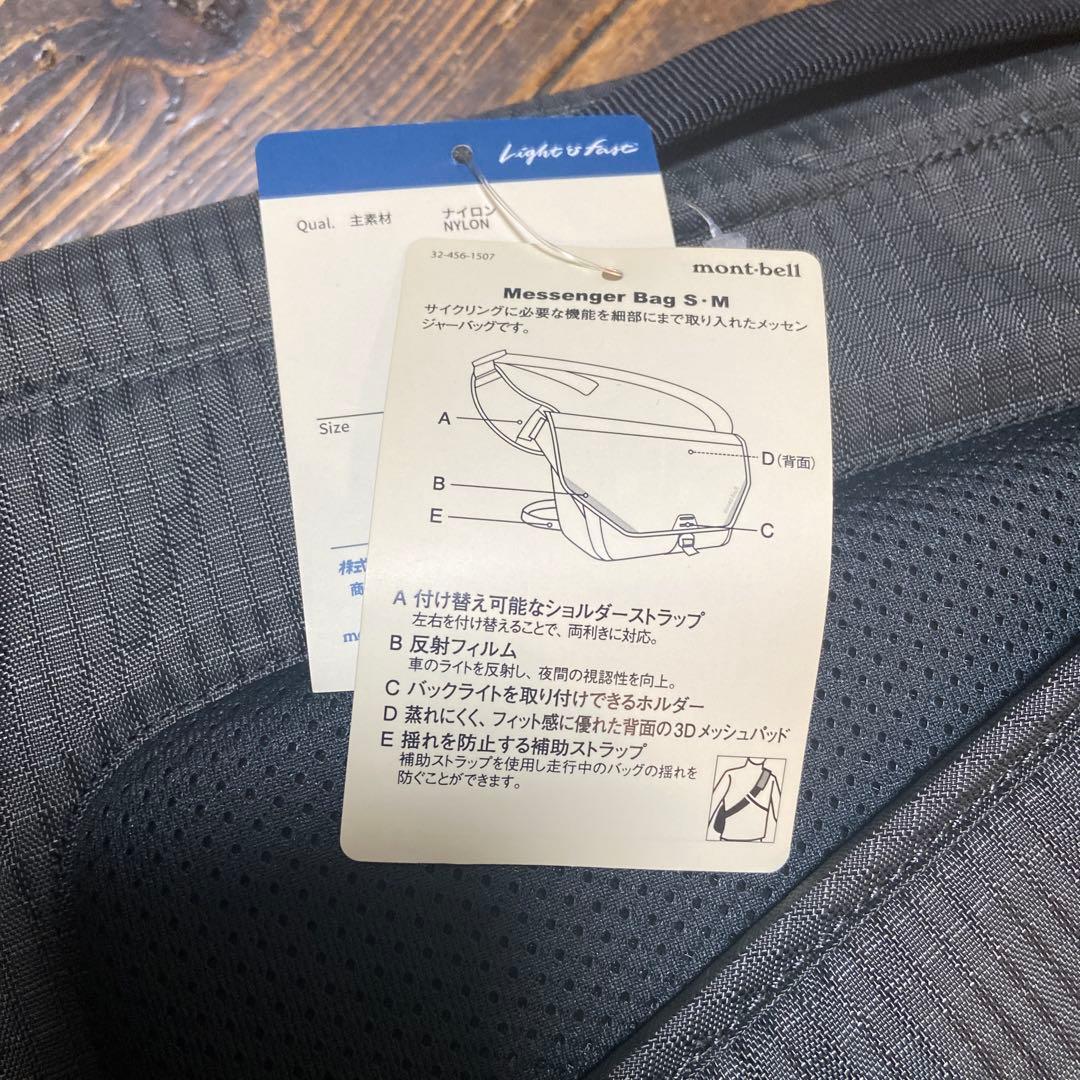 Light & Fast
Qual. 主素材 ナイロン
NYLON
Size
株式
商
32-456-1507
mont-bell
Messenger Bag S・M
サイクリングに必要な機能を細部にまで取り入れたメッセン
ジャーバッグです。
A
D(背面)
B
E
C
A 付け替え可能なショルダーストラップ
左右を付け替えることで、両利きに対応。
B 反射フィルム
車のライトを反射し、夜間の視認性を向上。
C バックライトを取り付けできるホルダー
D 蒸れにくく、フィット感に優れた背面の3Dメッシュパッド
E 揺れを防止する補助ストラップ
補助ストラップを使用し走行中のバッグの揺れを
防ぐことができます。